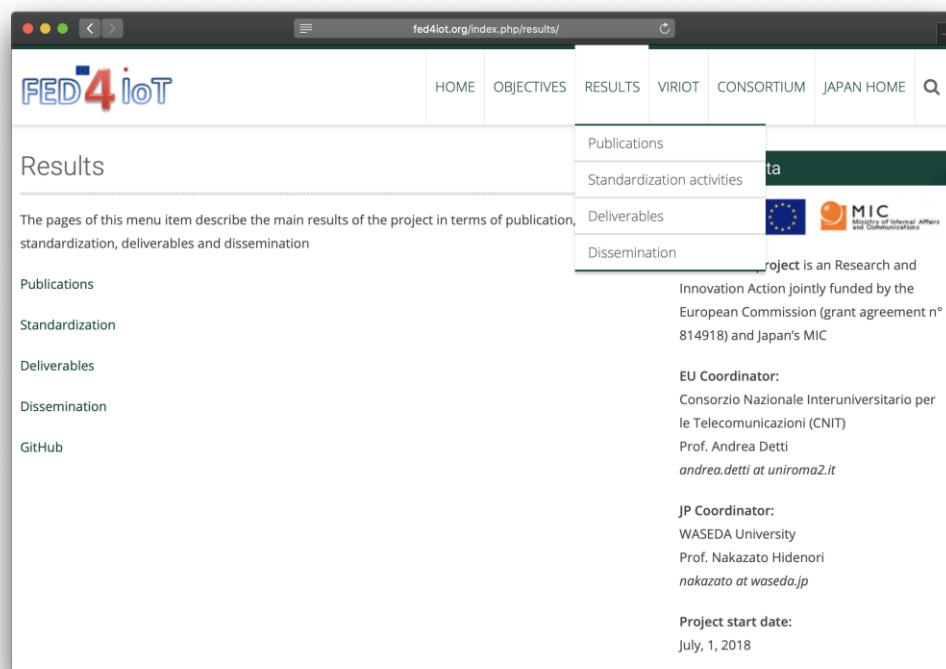 fed4iot.org/index.php/results/
FED4IoT
HOME OBJECTIVES RESULTS VIRIOT CONSORTIUM JAPAN HOME
Publications
Standardization activities
Deliverables
Dissemination
Results
The pages of this menu item describe the main results of the project in terms of publication,
standardization, deliverables and dissemination
Publications
Standardization
Deliverables
Dissemination
GitHub
ta
MIC
Ministry of Internal Affairs
and Communications
project is an Research and
Innovation Action jointly funded by the
European Commission (grant agreement n°
814918) and Japan’s MIC
EU Coordinator:
Consorzio Nazionale Interuniversitario per
le Telecomunicazioni (CNIT)
Prof. Andrea Detti
andrea.detti at uniroma2.it
JP Coordinator:
WASEDA University
Prof. Nakazato Hidenori
nakazato at waseda.jp
Project start date:
July, 1, 2018